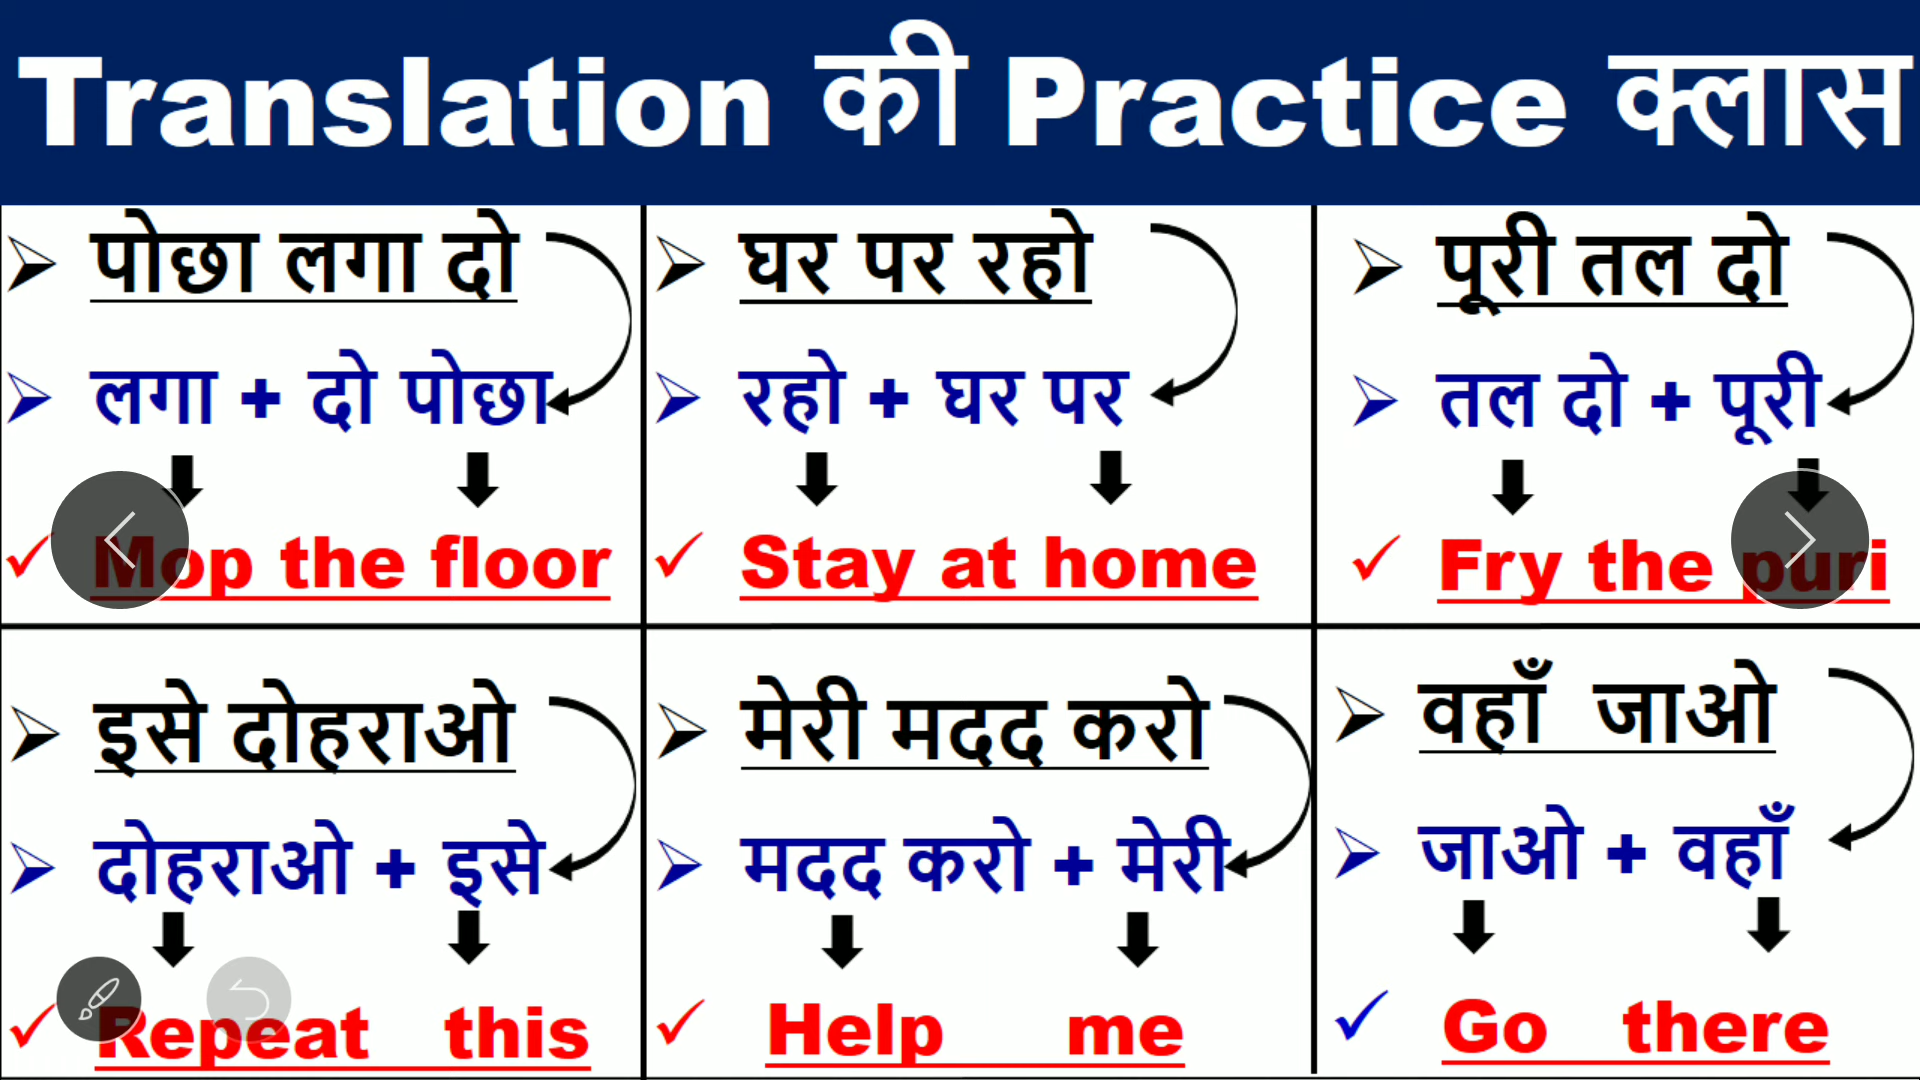 Translation की Practice क्लास
पोछा लगा दो
लगा + दो पोछा
Mop the floor
घर पर रहो
रहो + घर पर
Stay at home
पूरी तल दो
तल दो + पूरी
Fry the puri
इसे दोहराओ
दोहराओ + इसे
Repeat this
मेरी मदद करो
मदद करो + मेरी
Help me
वहाँ जाओ
जाओ + वहाँ
Go there